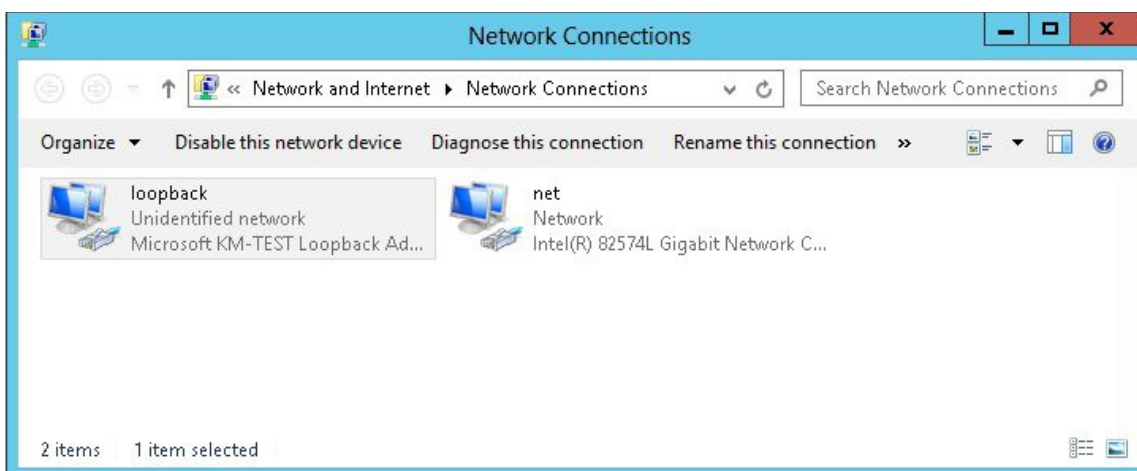 Network Connections
« Network and Internet ▸ Network Connections
Search Network Connections
Organize Disable this network device Diagnose this connection Rename this connection »
loopback
Unidentified network
Microsoft KM-TEST Loopback Ad...
net
Network
Intel(R) 82574L Gigabit Network C...
2 items 1 item selected